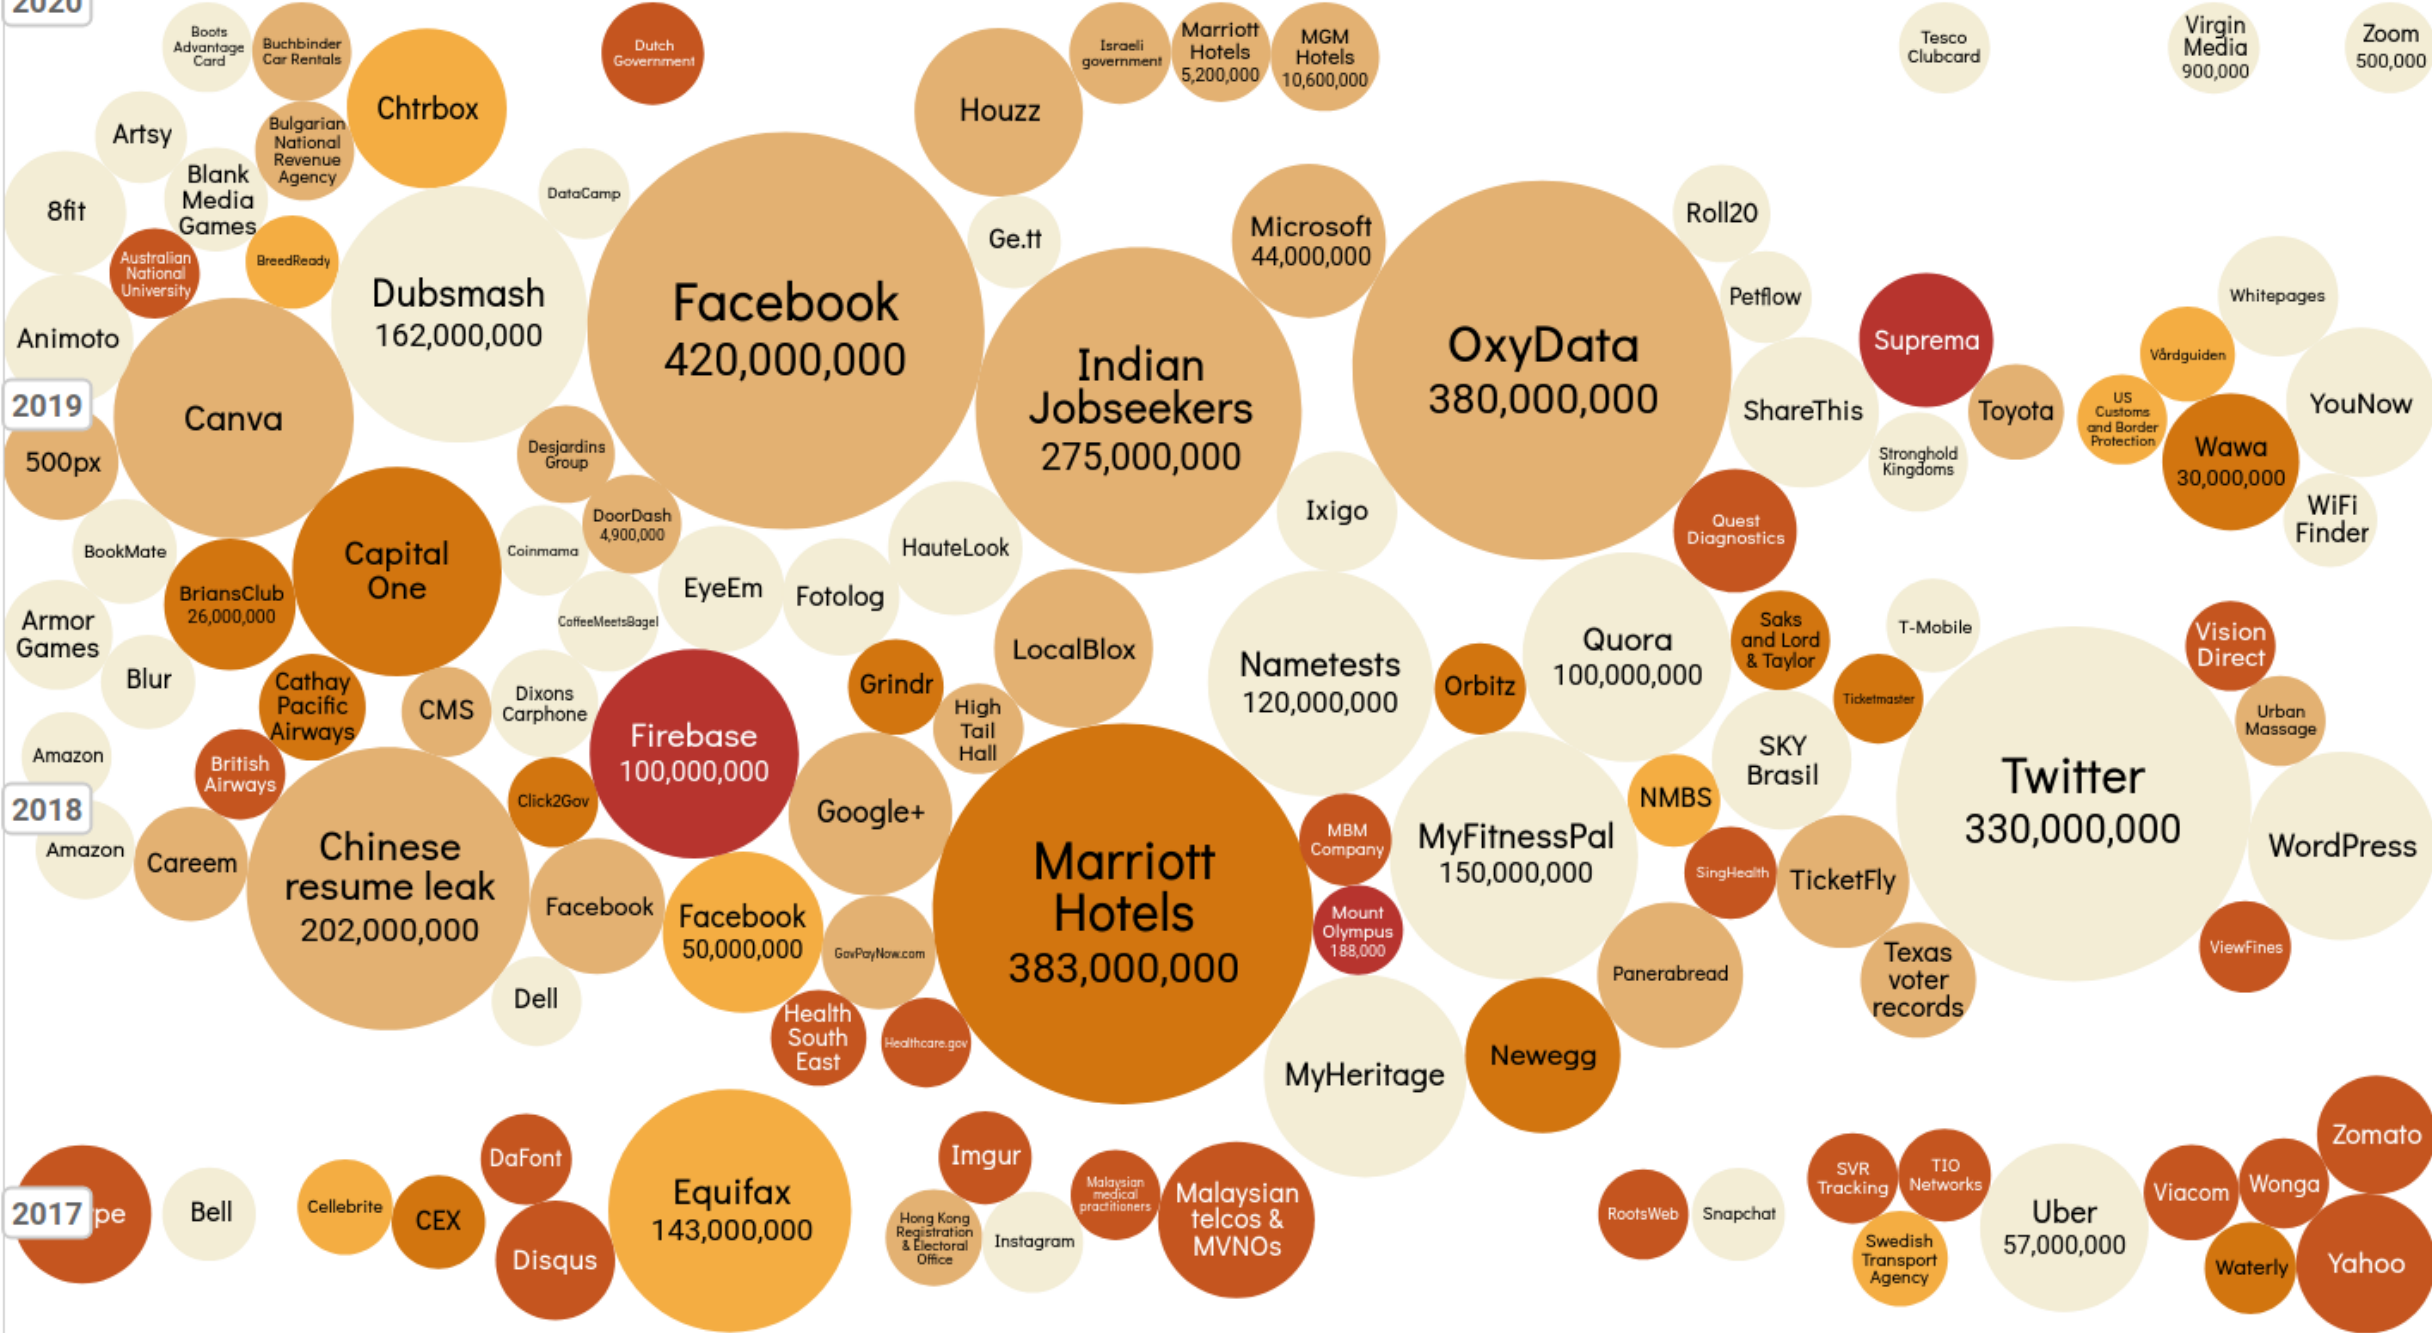 2020
Boots
Advantage
Card
Buchbinder
Car Rentals
Chtrbox
Dutch
Government
Houzz
Israeli
government
Marriott
Hotels
5,200,000
MGM
Hotels
10,600,000
Tesco
Clubcard
Virgin
Media
900,000
Zoom
500,000
Artsy
Bulgarian
National
Revenue
Agency
8fit
Blank
Media
Games
DataCamp
Ge.tt
Microsoft
44,000,000
Roll20
Australian
National
University
BreedReady
Dubsmash
162,000,000
Facebook
420,000,000
Indian
Jobseekers
275,000,000
OxyData
380,000,000
Petflow
Suprema
Whitepages
Vårdguiden
Animoto
2019
Canva
ShareThis
Toyota
US
Customs
and Border
Protection
YouNow
500px
Desjardins
Group
Stronghold
Kingdoms
Wawa
30,000,000
DoorDash
4,900,000
Ixigo
Quest
Diagnostics
WiFi
Finder
BookMate
Capital
One
Coinmama
EyeEm
Fotolog
HauteLook
BriansClub
26,000,000
Armor
Games
CoffeeMeetsBagel
LocalBlox
Nametests
120,000,000
Quora
100,000,000
Saks
and Lord
& Taylor
T-Mobile
Vision
Direct
Blur
Cathay
Pacific
Airways
CMS
Dixons
Carphone
Grindr
High
Tail
Hall
Orbitz
Ticketmaster
Urban
Massage
Amazon
British
Airways
Firebase
100,000,000
SKY
Brasil
Twitter
330,000,000
2018
Click2Gov
Google+
NMBS
Amazon
Careem
Chinese
resume leak
202,000,000
Facebook
Facebook
50,000,000
Marriott
Hotels
383,000,000
MBM
Company
MyFitnessPal
150,000,000
SingHealth
TicketFly
WordPress
GovPayNow.com
Mount
Olympus
188,000
Panerabread
Texas
voter
records
ViewFines
Dell
Health
South
East
Healthcare.gov
MyHeritage
Newegg
2017
pe
Bell
Cellebrite
CEX
DaFont
Disqus
Equifax
143,000,000
Imgur
Hong Kong
Registration
& Electoral
Office
Instagram
Malaysian
medical
practitioners
Malaysian
telcos &
MVNOs
RootsWeb
Snapchat
SVR
Tracking
TIO
Networks
Swedish
Transport
Agency
Uber
57,000,000
Viacom
Wonga
Waterly
Zomato
Yahoo